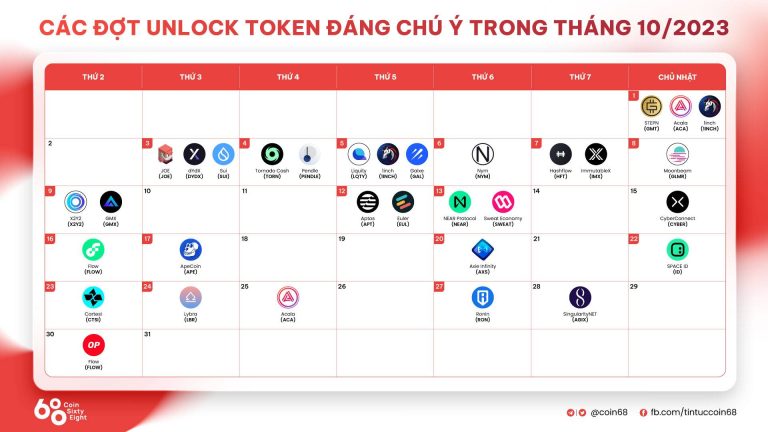 CÁC ĐỢT UNLOCK TOKEN ĐÁNG CHÚ Ý TRONG THÁNG 10/2023
THỨ 2 THỨ 3 THỨ 4 THỨ 5 THỨ 6 THỨ 7 CHỦ NHẬT
1
STEPN Acala 1inch
(GMT) (ACA) (1INCH)
2 3 4 5 6 7 8
JOE dYdX Sui Tornado Cash Pendle Liquity 1inch Galxe Nym Hashflow ImmutableX Moonbeam
(JOE) (DYDX) (SUI) (TORN) (PENDLE) (LQTY) (1INCH) (GAL) (NYM) (HFT) (IMX) (GLMR)
9 10 11 12 13 14 15
X2Y2 GMX Aptos Euler NEAR Protocol Sweat Economy CyberConnect
(X2Y2) (GMX) (APT) (EUL) (NEAR) (SWEAT) (CYBER)
16 17 18 19 20 21 22
Flow ApeCoin Axie Infinity SPACE ID
(FLOW) (APE) (AXS) (ID)
23 24 25 26 27 28 29
Cartesi Lybra Acala Ronin SingularityNET
(CTSI) (LBR) (ACA) (RON) (AGIX)
30 31
OP
Flow
(FLOW)
Coin
Sixty
Eight
@coin68 fb.com/tintuccoin68